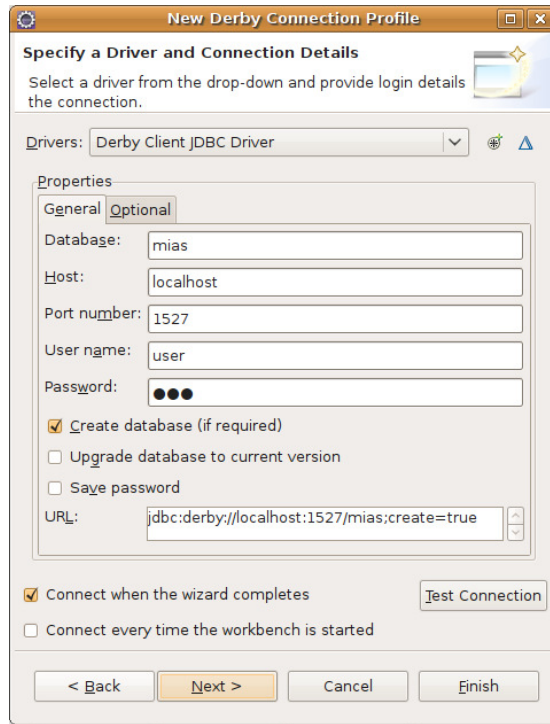 New Derby Connection Profile
Specify a Driver and Connection Details
Select a driver from the drop-down and provide login details
the connection.
Drivers: Derby Client JDBC Driver
Properties
General Optional
Database: mias
Host: localhost
Port number: 1527
User name: user
Password: ●●●
Create database (if required)
Upgrade database to current version
Save password
URL: jdbc:derby://localhost:1527/mias;create=true
Connect when the wizard completes
Test Connection
Connect every time the workbench is started
< Back Next > Cancel Finish